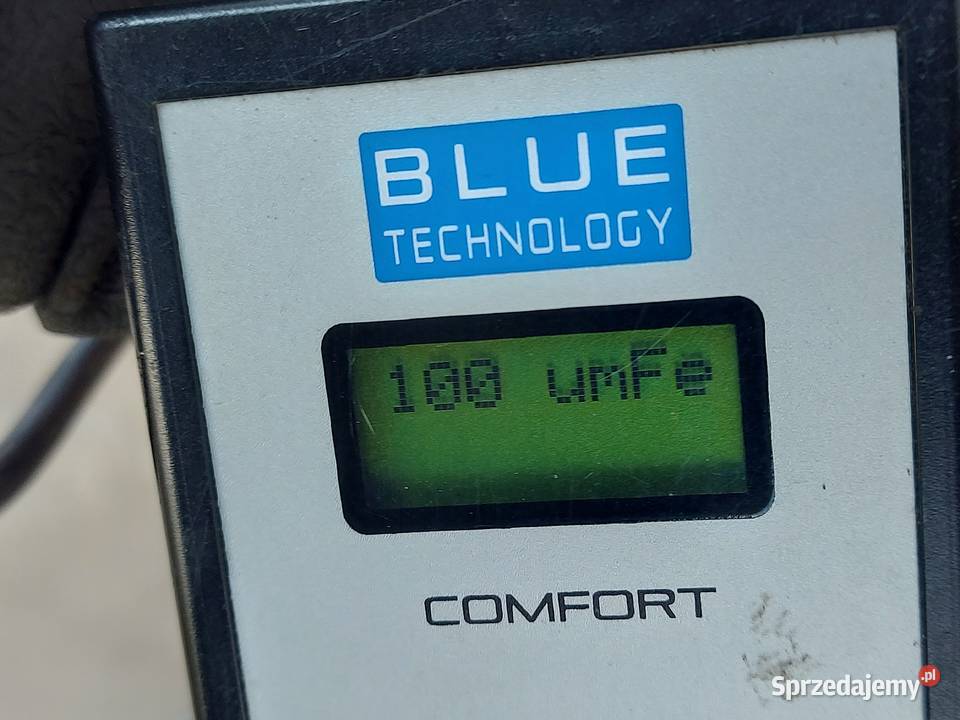 BLUE
TECHNOLOGY
100 umFe
COMFORT
Sprzedajemy.pl